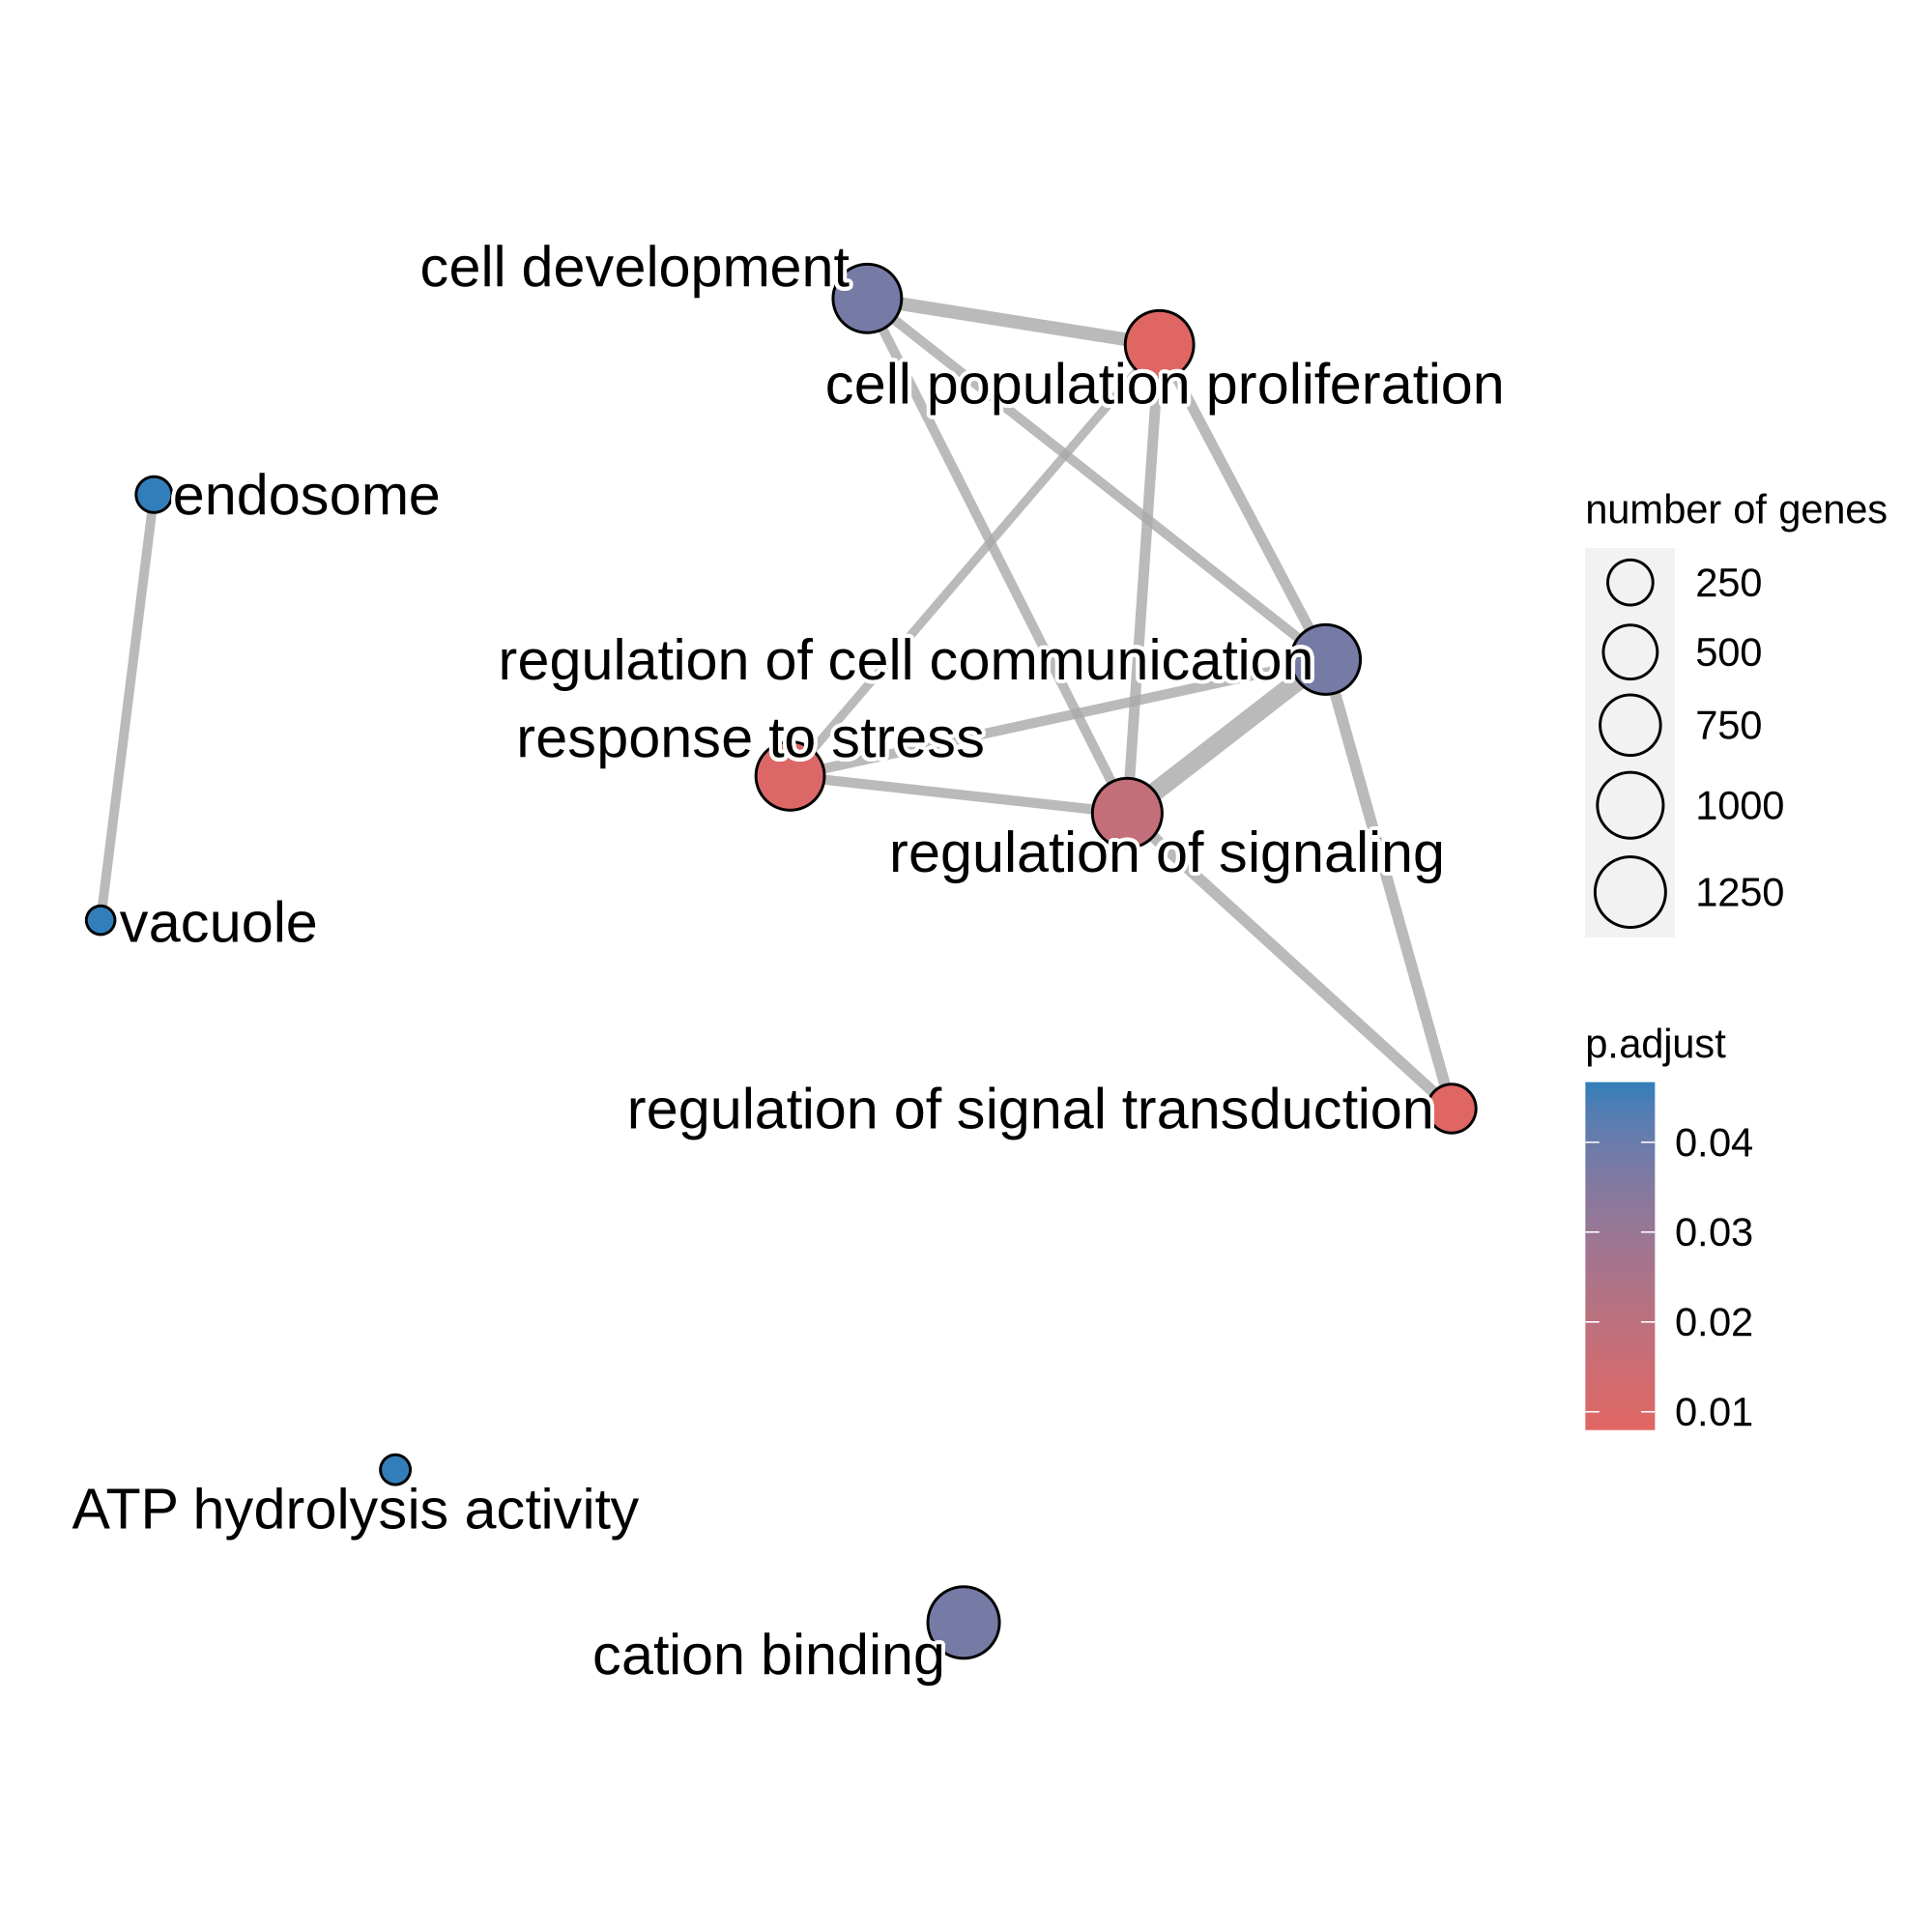 cell development
cell population proliferation
endosome
number of genes
250
500
regulation of cell communication
750
response to stress
1000
regulation of signaling
1250
vacuole
p.adjust
regulation of signal transduction
0.04
0.03
0.02
0.01
ATP hydrolysis activity
cation binding